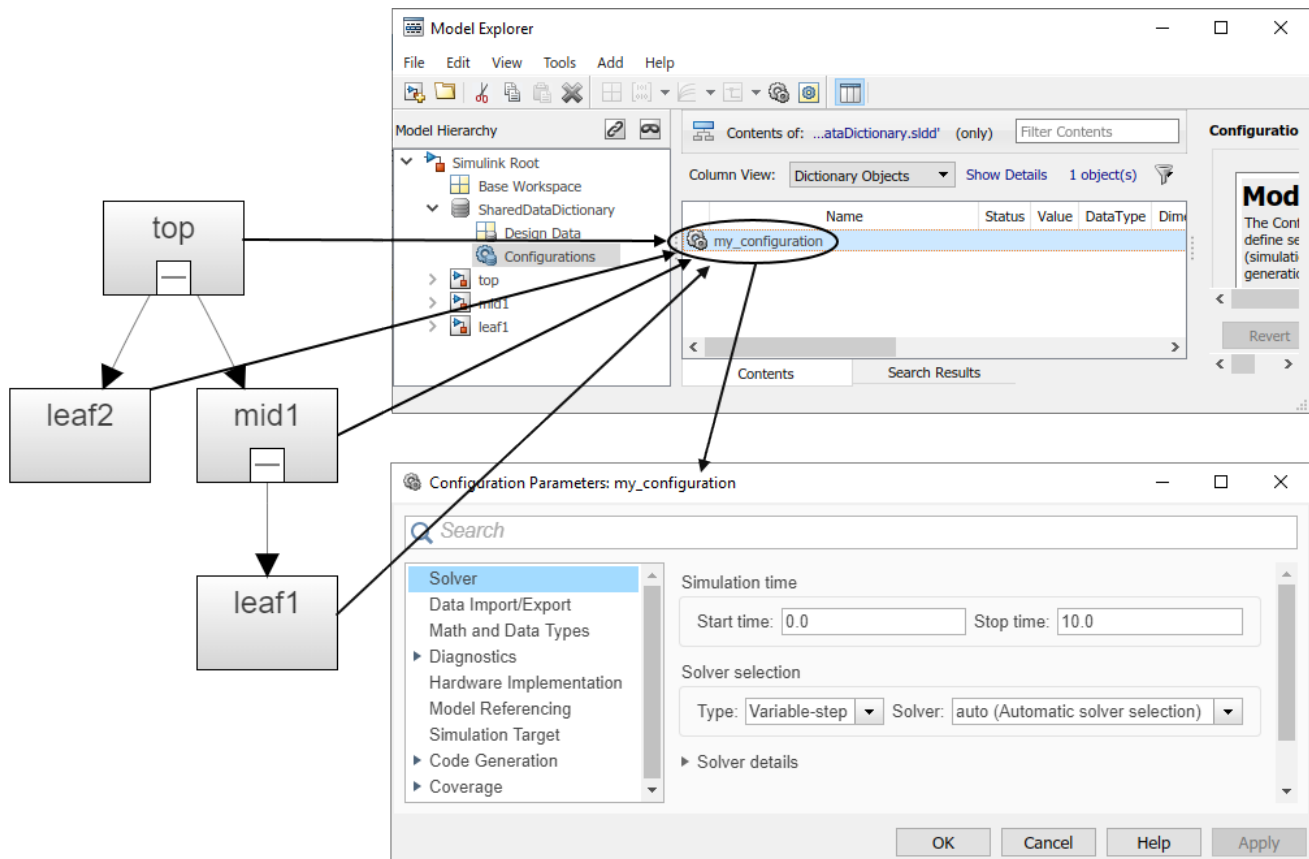 Model Explorer
File Edit View Tools Add Help
Model Hierarchy
Contents of: ...ataDictionary.sldd' (only) Filter Contents
Configuratio
Simulink Root
Base Workspace
SharedDataDictionary
Design Data
Configurations
top
mid1
leaf1
Column View: Dictionary Objects Show Details 1 object(s)
Name Status Value DataType Dime
my_configuration
Contents Search Results
Mod
The Conf
define se
(simulati
generatio
Revert
top
leaf2 mid1
leaf1
Configuration Parameters: my_configuration
Search
Solver
Data Import/Export
Math and Data Types
Diagnostics
Hardware Implementation
Model Referencing
Simulation Target
Code Generation
Coverage
Simulation time
Start time: 0.0 Stop time: 10.0
Solver selection
Type: Variable-step Solver: auto (Automatic solver selection)
Solver details
OK Cancel Help Apply